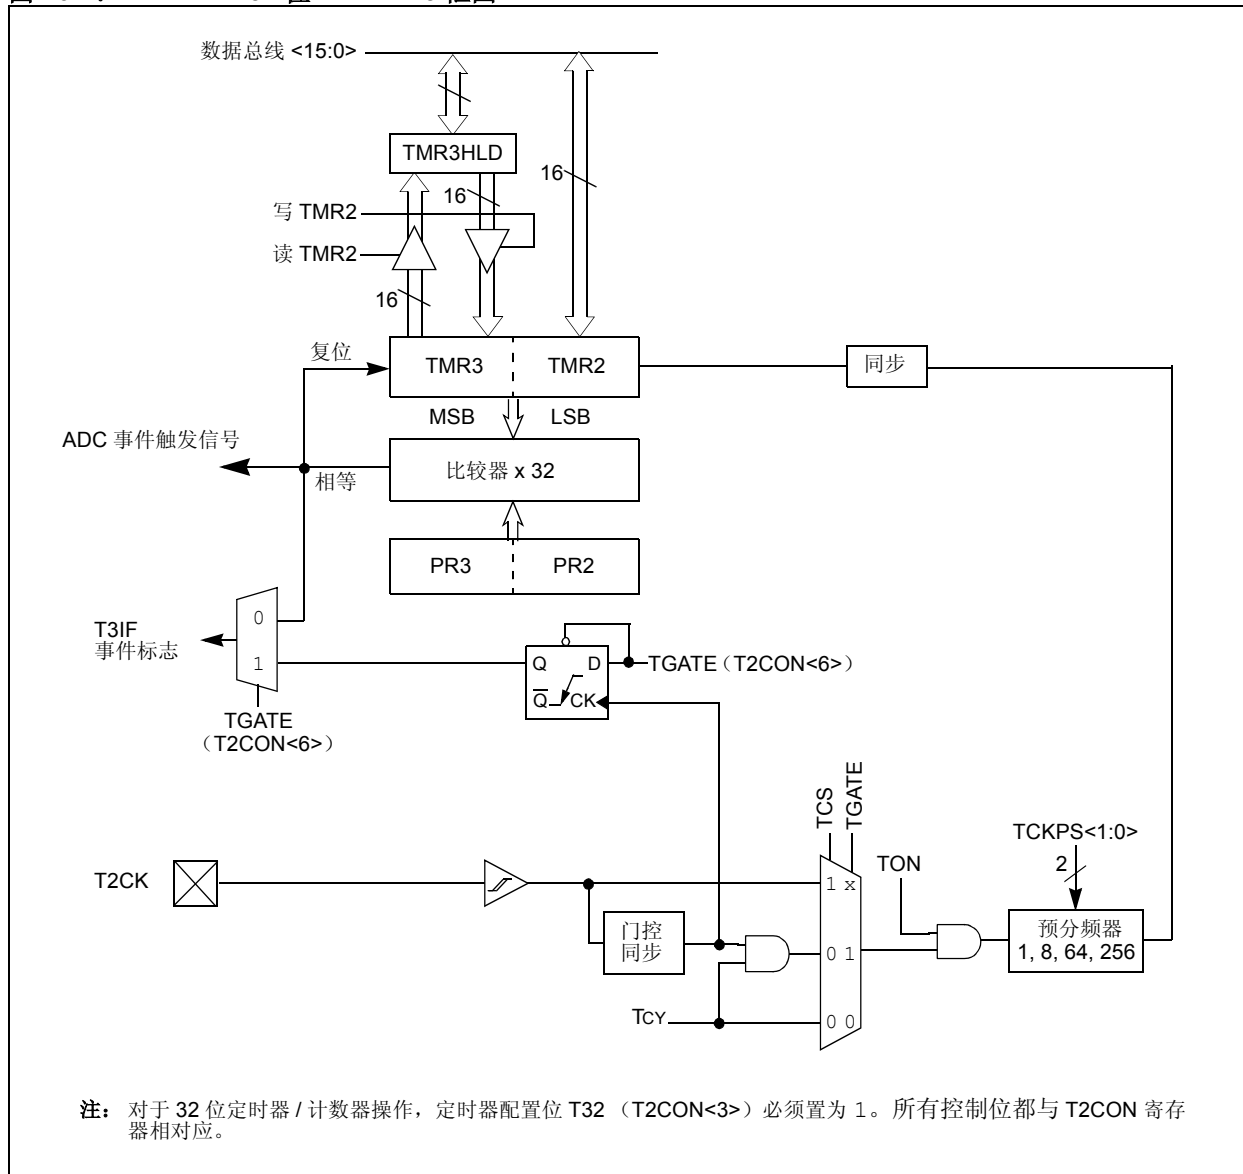 数据总线 <15:0>
TMR3HLD
16
16
写 TMR2
读 TMR2
16
复位
TMR3
TMR2
同步
MSB
LSB
ADC 事件触发信号
比较器 x 32
相等
PR3
PR2
0
T3IF
事件标志
1
Q
D
TGATE（T2CON<6>）
Q
CK
TGATE
（T2CON<6>）
TCS
TGATE
TCKPS<1:0>
TON
2
T2CK
1 x
门控
同步
预分频器
1, 8, 64, 256
0 1
TCY
0 0
注： 对于 32 位定时器 / 计数器操作，定时器配置位 T32 （T2CON<3>）必须置为 1。所有控制位都与 T2CON 寄存
器相对应。